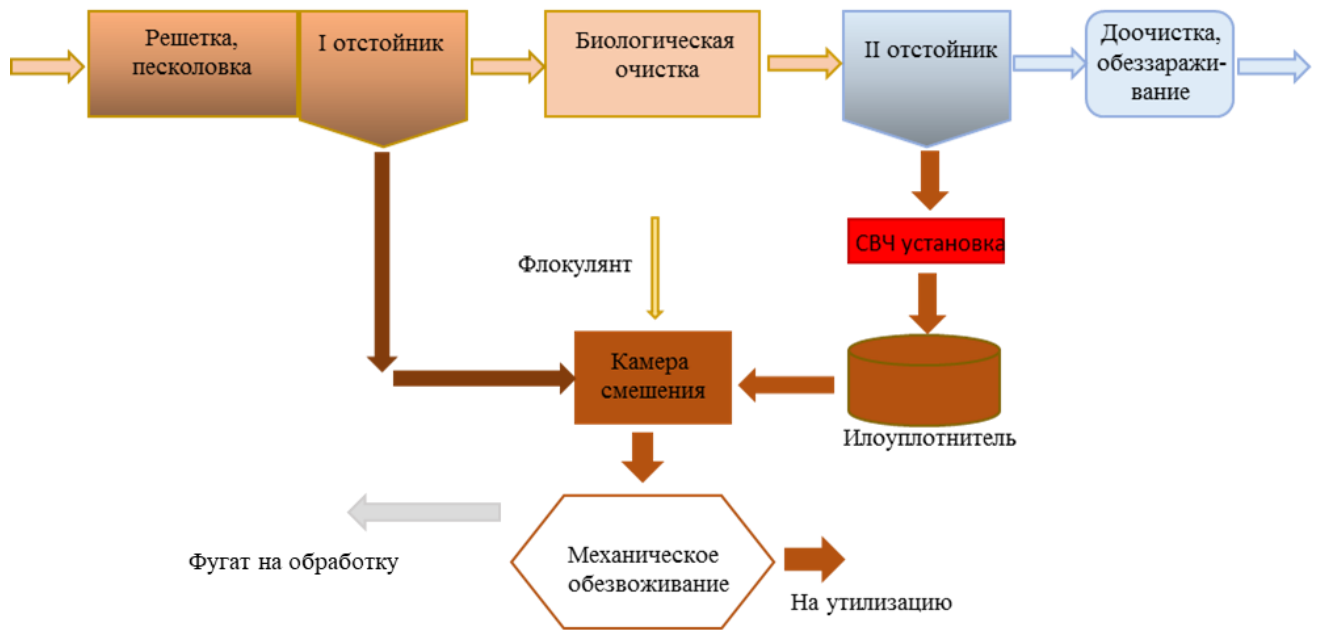 Решетка,
песколовка
I отстойник
Биологическая
очистка
II отстойник
Доочистка,
обеззаражи-
вание
СВЧ установка
Флокулянт
Камера
смешения
Илоуплотнитель
Механическое
обезвоживание
Фугат на обработку
На утилизацию